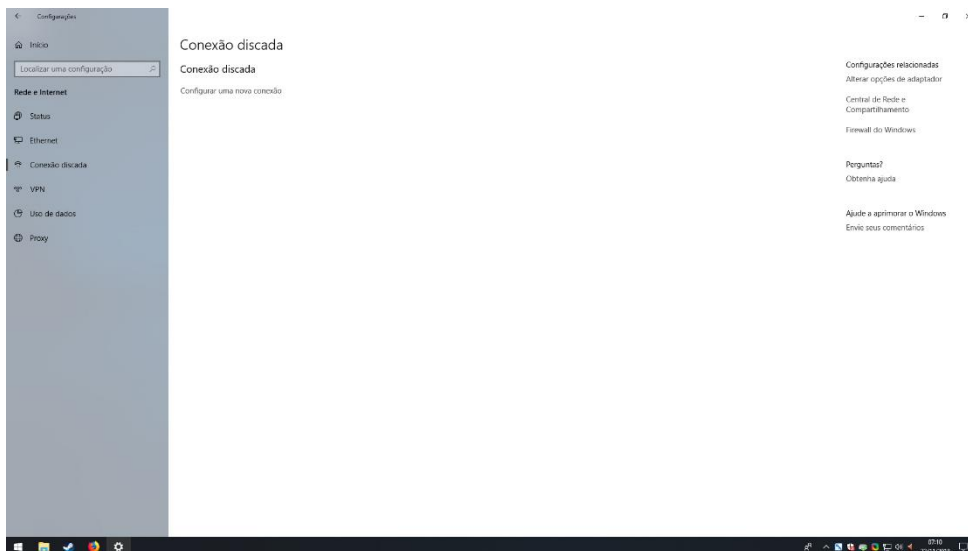 Configurações
Início
Localizar uma configuração
Rede e Internet
Status
Ethernet
Conexão discada
VPN
Uso de dados
Proxy
Conexão discada
Conexão discada
Configurar uma nova conexão
Configurações relacionadas
Alterar opções de adaptador
Central de Rede e
Compartilhamento
Firewall do Windows
Perguntas?
Obtenha ajuda
Ajude a aprimorar o Windows
Envie seus comentários
07:10